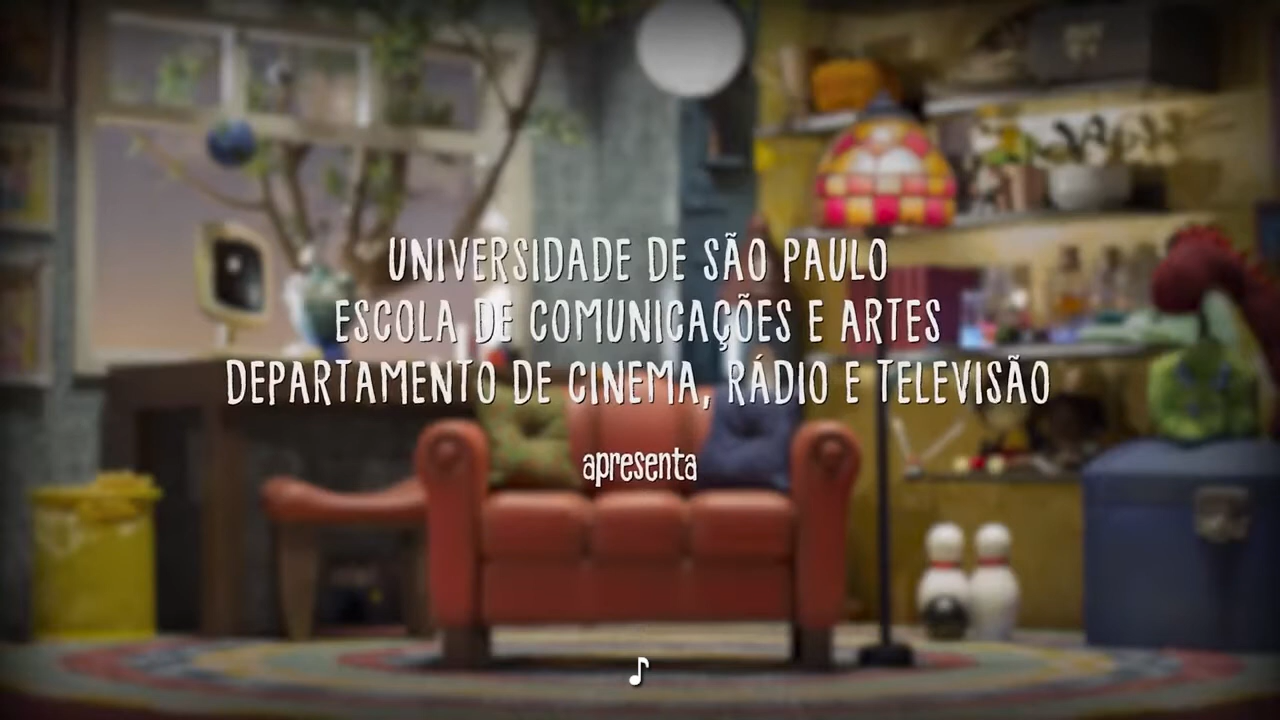 UNIVERSIDADE DE SÃO PAULO
ESCOLA DE COMUNICAÇÕES E ARTES
DEPARTAMENTO DE CINEMA, RÁDIO E TELEVISÃO
apresenta
♪